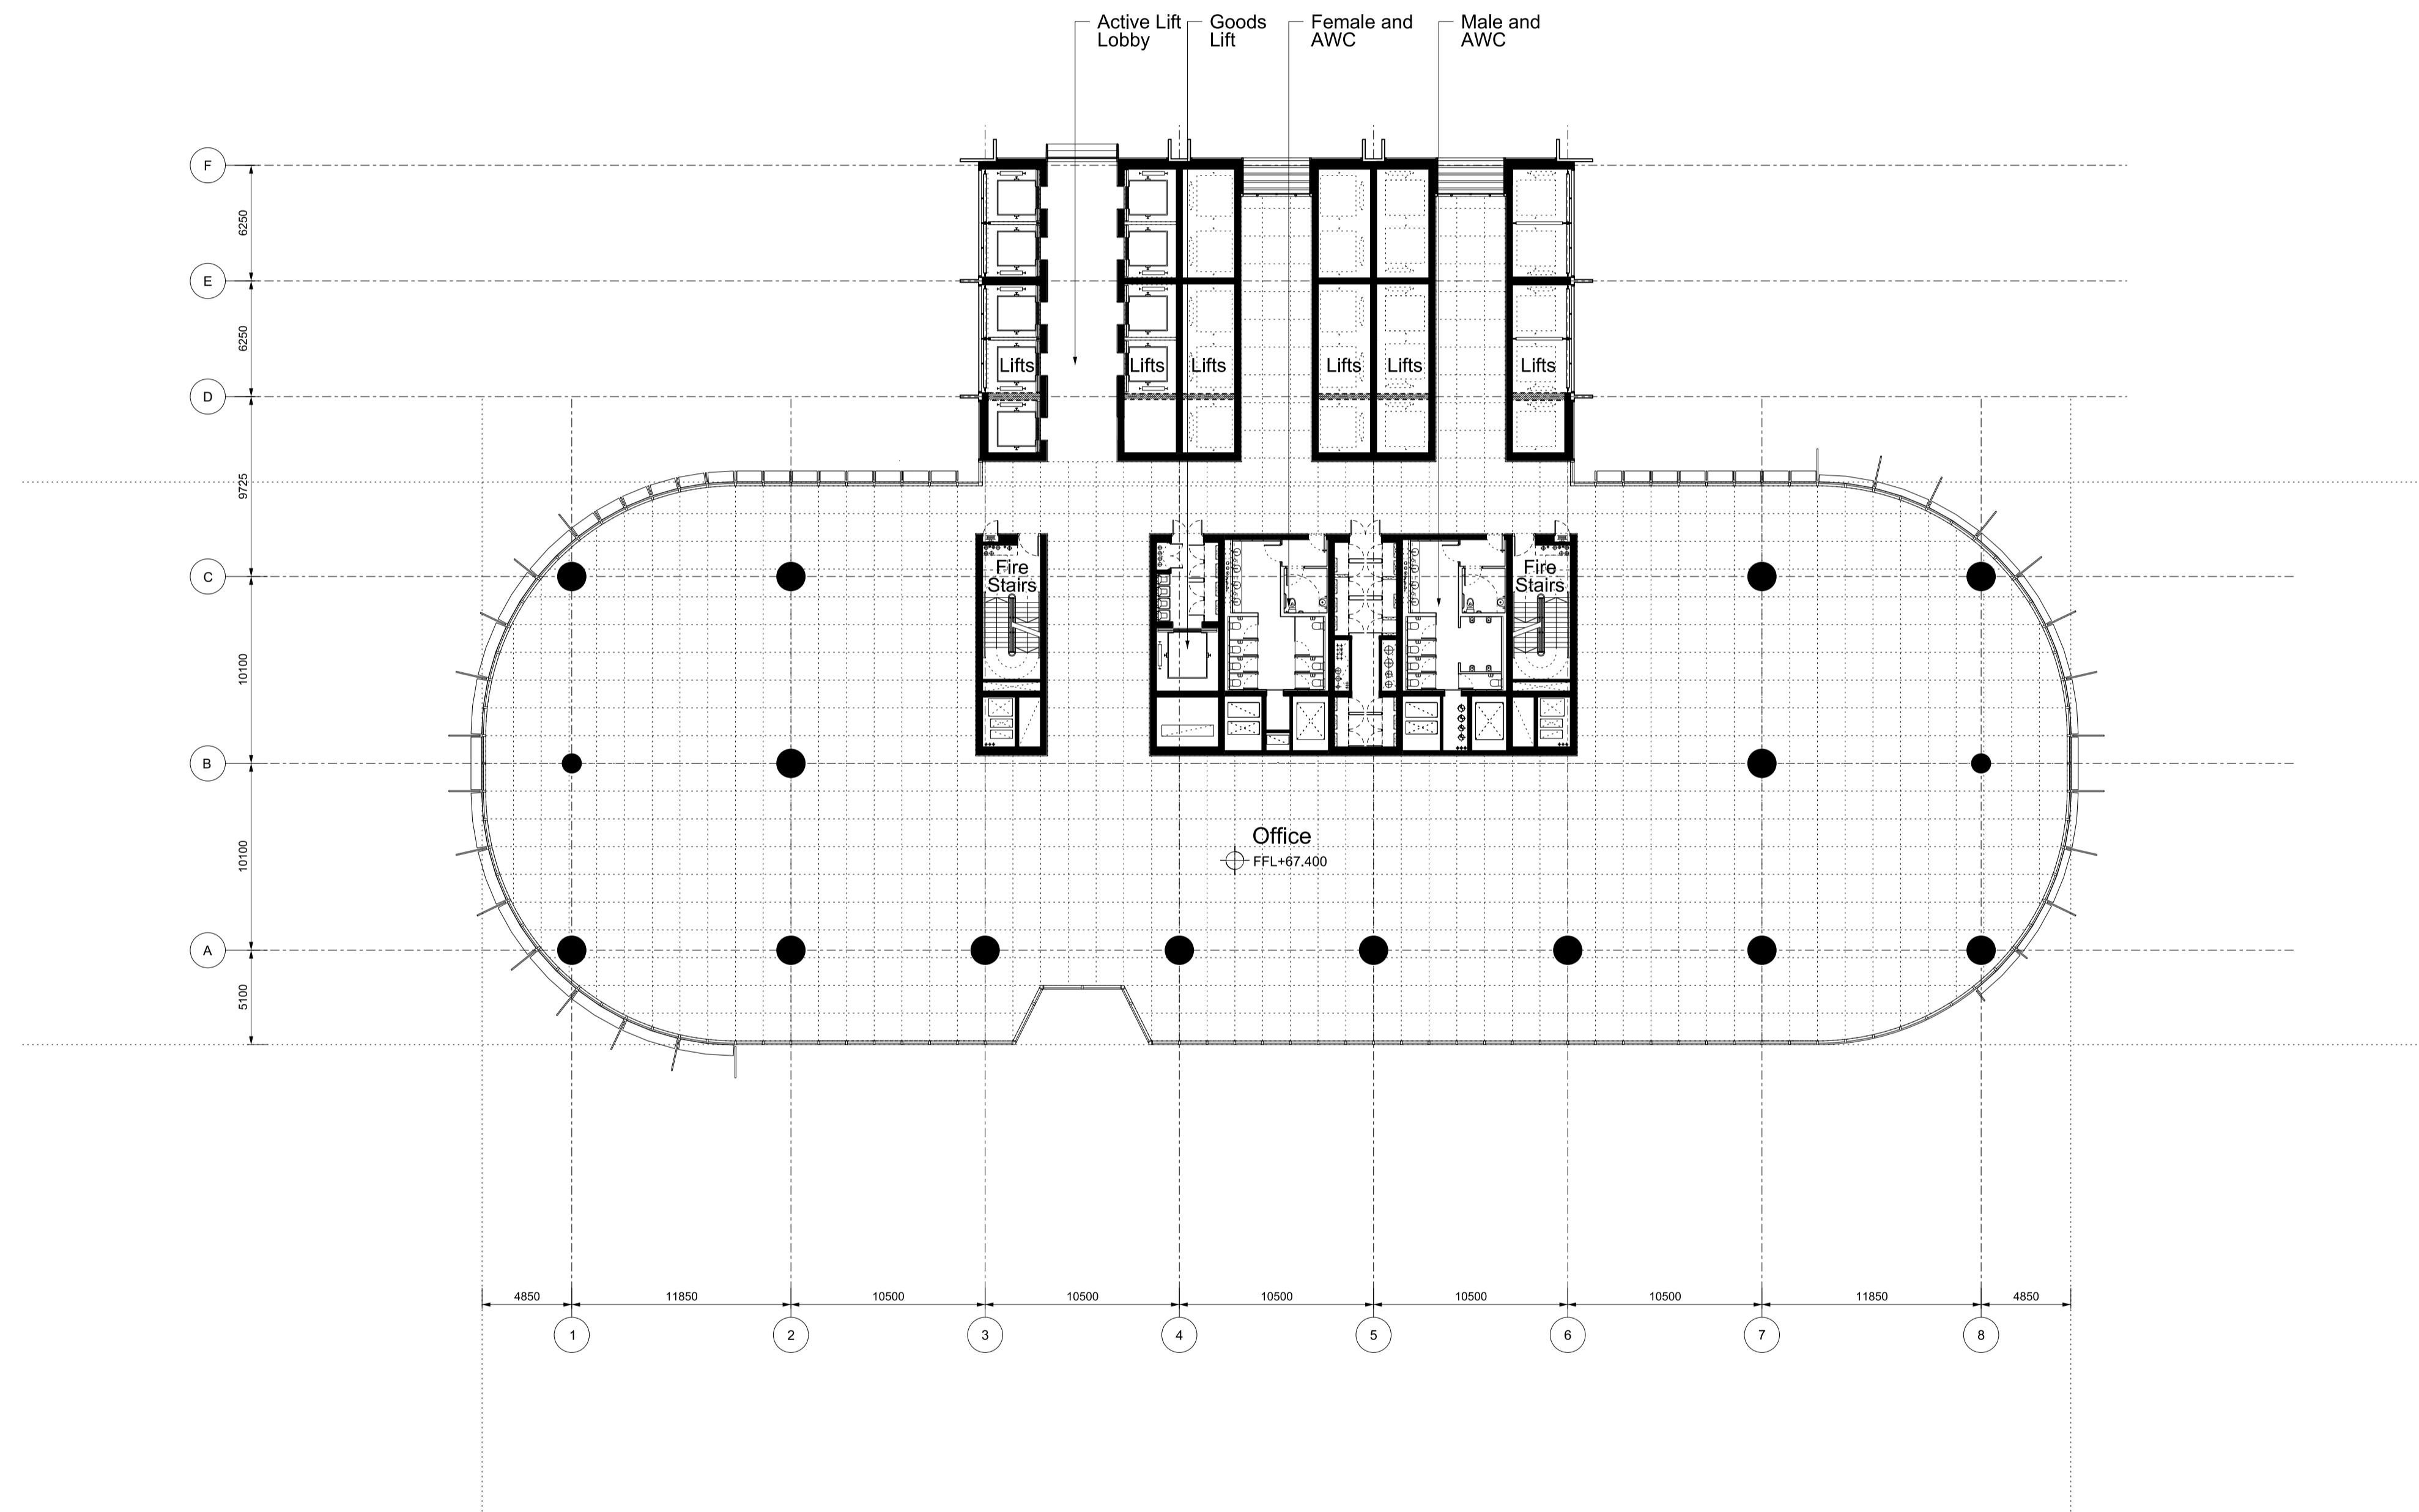 Active Lift
Lobby
Goods
Lift
Female and
AWC
Male and
AWC
F
6250
E
6250
Lifts
Lifts
Lifts
Lifts
Lifts
Lifts
D
9725
C
Fire
Stairs
Fire
Stairs
10100
B
Office
FFL+67.400
10100
A
5100
4850
11850
10500
10500
10500
10500
10500
11850
4850
1
2
3
4
5
6
7
8